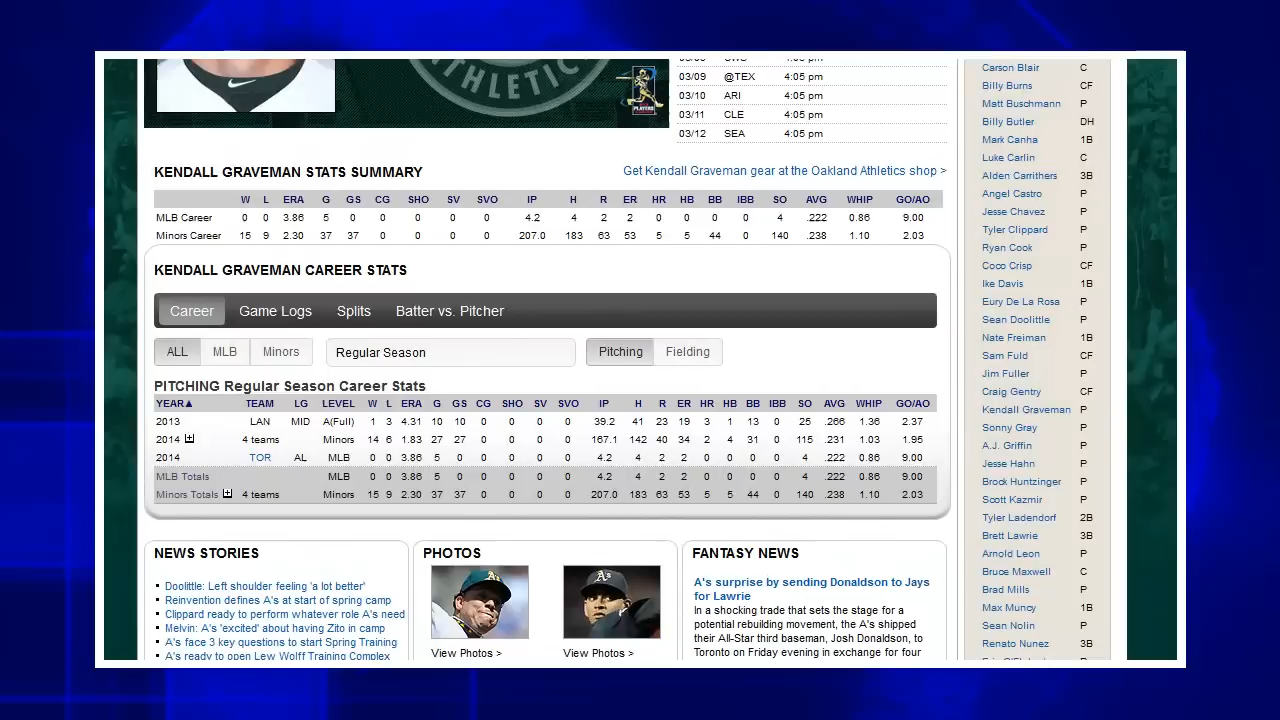 ATHLETIC
PLAYERS
4:05 pm
03/09 @TEX 4:05 pm
03/10 ARI 4:05 pm
03/11 CLE 4:05 pm
03/12 SEA 4:05 pm
KENDALL GRAVEMAN STATS SUMMARY
Get Kendall Graveman gear at the Oakland Athletics shop >
W L ERA G GS CG SHO SV SVO IP H R ER HR HB BB IBB SO AVG WHIP GO/AO
MLB Career 0 0 3.86 5 0 0 0 0 0 4.2 4 2 2 0 0 0 0 4 .222 0.86 9.00
Minors Career 15 9 2.30 37 37 0 0 0 0 207.0 183 63 53 5 5 44 0 140 .238 1.10 2.03
KENDALL GRAVEMAN CAREER STATS
Career Game Logs Splits Batter vs. Pitcher
ALL MLB Minors Regular Season Pitching Fielding
PITCHING Regular Season Career Stats
YEAR▲ TEAM LG LEVEL W L ERA G GS CG SHO SV SVO IP H R ER HR HB BB IBB SO AVG WHIP GO/AO
2013 LAN MID A(Full) 1 3 4.31 10 10 0 0 0 0 39.2 41 23 19 3 1 13 0 25 .266 1.36 2.37
2014 4 teams Minors 14 6 1.83 27 27 0 0 0 0 167.1 142 40 34 2 4 31 0 115 .231 1.03 1.95
2014 TOR AL MLB 0 0 3.86 5 0 0 0 0 0 4.2 4 2 2 0 0 0 0 4 .222 0.86 9.00
MLB Totals MLB 0 0 3.86 5 0 0 0 0 0 4.2 4 2 2 0 0 0 0 4 .222 0.86 9.00
Minors Totals 4 teams Minors 15 9 2.30 37 37 0 0 0 0 207.0 183 63 53 5 5 44 0 140 .238 1.10 2.03
NEWS STORIES
Doolittle: Left shoulder feeling 'a lot better'
Reinvention defines A's at start of spring camp
Clippard ready to perform whatever role A's need
Melvin: A's 'excited' about having Zito in camp
A's face 3 key questions to start Spring Training
A's ready to open Lew Wolff Training Complex
PHOTOS
View Photos >
View Photos >
FANTASY NEWS
A's surprise by sending Donaldson to Jays
for Lawrie
In a shocking trade that sets the stage for a
potential rebuilding movement, the A's shipped
their All-Star third baseman, Josh Donaldson, to
Toronto on Friday evening in exchange for four
Carson Blair C
Billy Burns CF
Matt Buschmann P
Billy Butler DH
Mark Canha 1B
Luke Carlin C
Alden Carrithers 3B
Angel Castro P
Jesse Chavez P
Tyler Clippard P
Ryan Cook P
Coco Crisp CF
Ike Davis 1B
Eury De La Rosa P
Sean Doolittle P
Nate Freiman 1B
Sam Fuld CF
Jim Fuller P
Craig Gentry CF
Kendall Graveman P
Sonny Gray P
A.J. Griffin P
Jesse Hahn P
Brock Huntzinger P
Scott Kazmir P
Tyler Ladendorf 2B
Brett Lawrie 3B
Arnold Leon P
Bruce Maxwell C
Brad Mills P
Max Muncy 1B
Sean Nolin P
Renato Nunez 3B